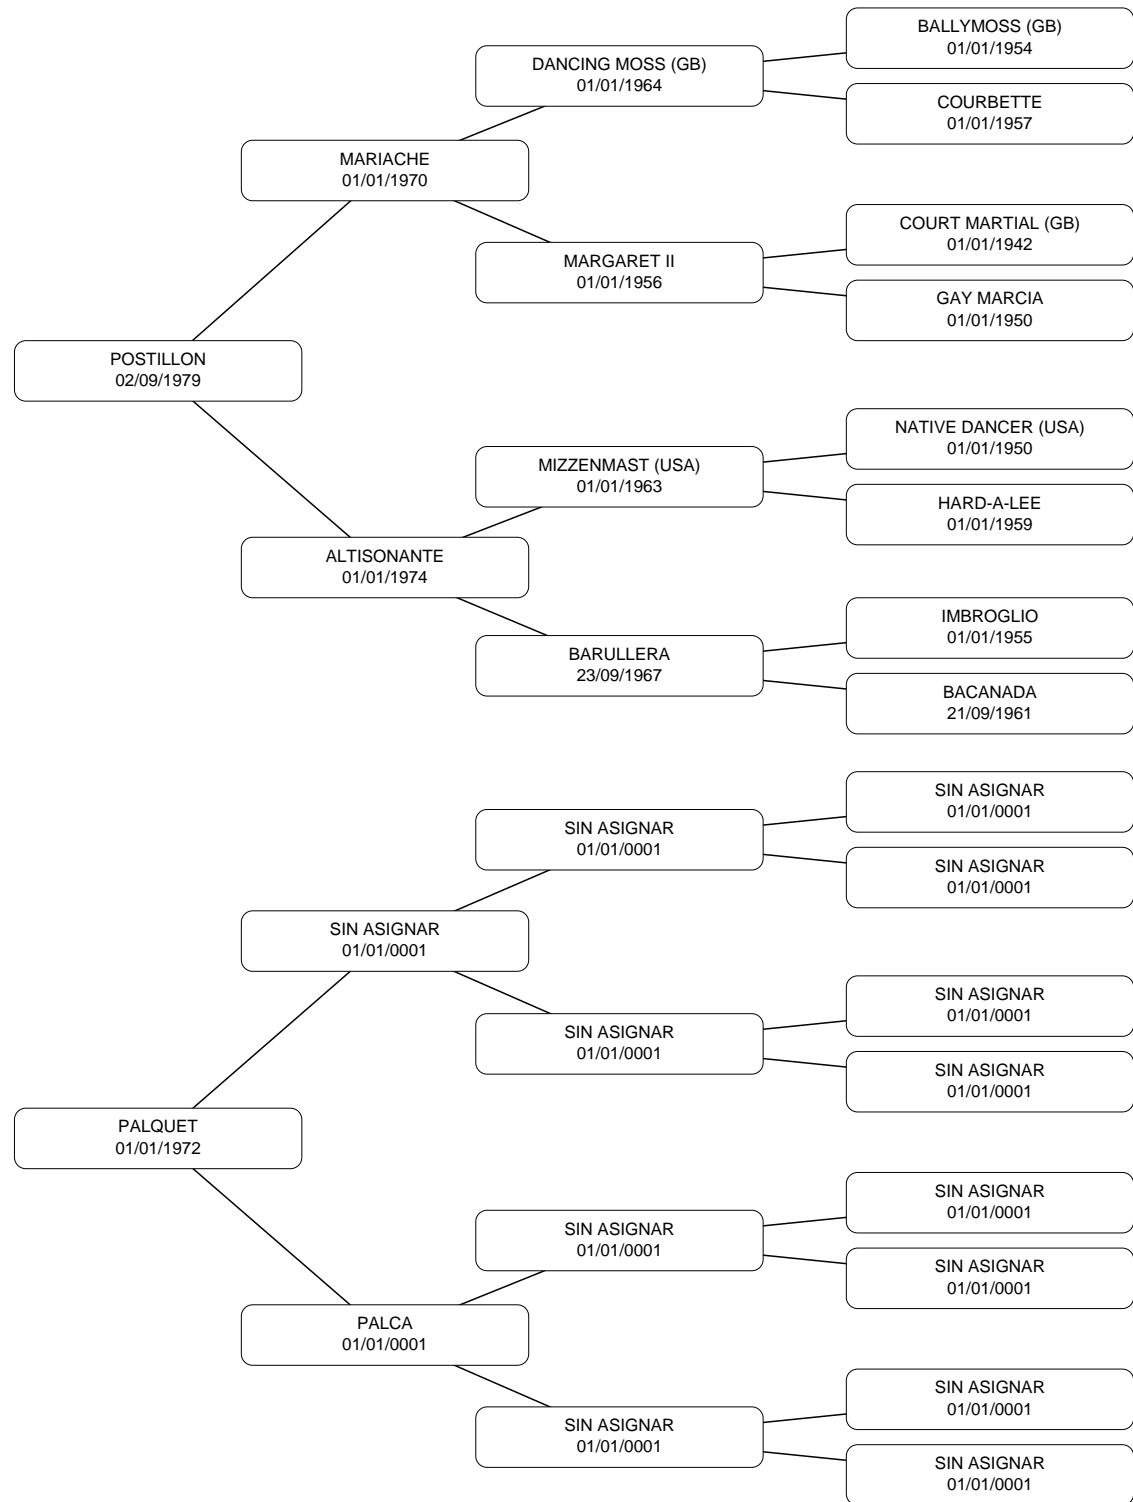 BALLYMOSS (GB)
01/01/1954
DANCING MOSS (GB)
01/01/1964
COURBETTE
01/01/1957
MARIACHE
01/01/1970
COURT MARTIAL (GB)
01/01/1942
MARGARET II
01/01/1956
GAY MARCIA
01/01/1950
POSTILLON
02/09/1979
NATIVE DANCER (USA)
01/01/1950
MIZZENMAST (USA)
01/01/1963
HARD-A-LEE
01/01/1959
ALTISONANTE
01/01/1974
IMBROGLIO
01/01/1955
BARULLERA
23/09/1967
BACANADA
21/09/1961
SIN ASIGNAR
01/01/0001
SIN ASIGNAR
01/01/0001
SIN ASIGNAR
01/01/0001
SIN ASIGNAR
01/01/0001
SIN ASIGNAR
01/01/0001
SIN ASIGNAR
01/01/0001
SIN ASIGNAR
01/01/0001
PALQUET
01/01/1972
SIN ASIGNAR
01/01/0001
SIN ASIGNAR
01/01/0001
SIN ASIGNAR
01/01/0001
PALCA
01/01/0001
SIN ASIGNAR
01/01/0001
SIN ASIGNAR
01/01/0001
SIN ASIGNAR
01/01/0001